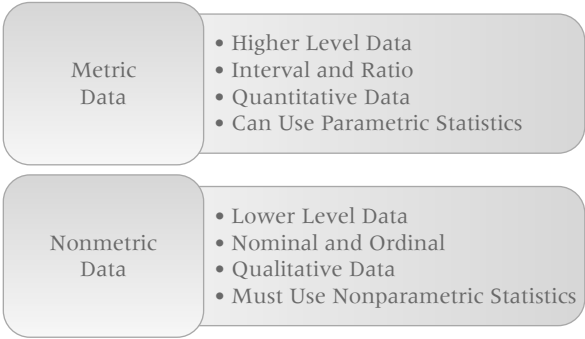 Metric
Data
• Higher Level Data
• Interval and Ratio
• Quantitative Data
• Can Use Parametric Statistics
Nonmetric
Data
• Lower Level Data
• Nominal and Ordinal
• Qualitative Data
• Must Use Nonparametric Statistics